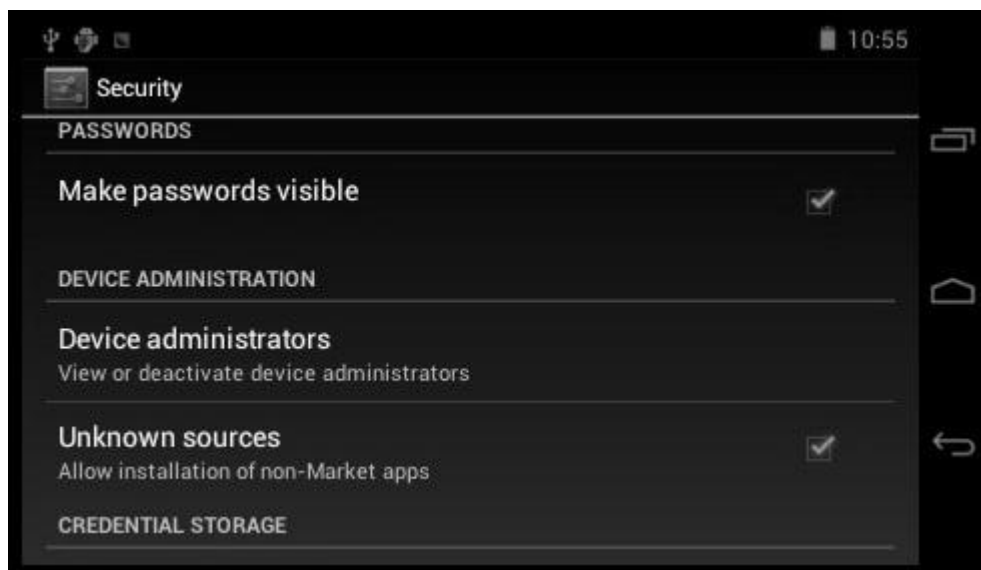 10:55
Security
PASSWORDS
Make passwords visible
DEVICE ADMINISTRATION
Device administrators
View or deactivate device administrators
Unknown sources
Allow installation of non-Market apps
CREDENTIAL STORAGE